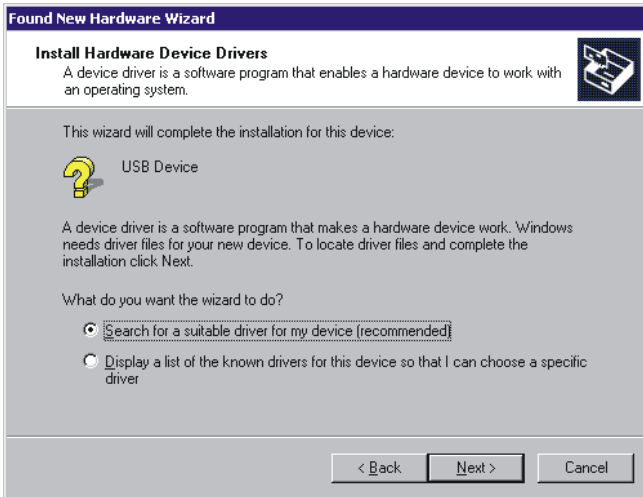 Found New Hardware Wizard
Install Hardware Device Drivers
A device driver is a software program that enables a hardware device to work with
an operating system.
This wizard will complete the installation for this device:
USB Device
A device driver is a software program that makes a hardware device work. Windows
needs driver files for your new device. To locate driver files and complete the
installation click Next.
What do you want the wizard to do?
Search for a suitable driver for my device (recommended)
Display a list of the known drivers for this device so that I can choose a specific
driver
< Back
Next >
Cancel